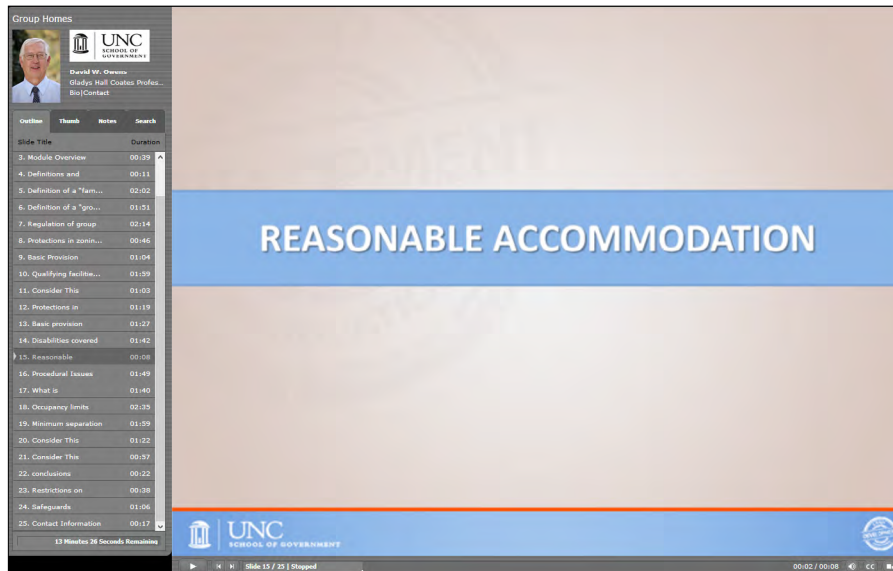 Group Homes
UNC
SCHOOL OF
GOVERNMENT
David W. Owens
Gladys Hall Coates Profes...
Bio|Contact
Outline Thumb Notes Search
Slide Title Duration
3. Module Overview 00:39
4. Definitions and 00:11
5. Definition of a "fam... 02:02
6. Definition of a "gro... 01:51
7. Regulation of group 02:14
8. Protections in zonin... 00:46
9. Basic Provision 01:04
10. Qualifying facilitie... 01:59
11. Consider This 01:03
12. Protections in 01:19
13. Basic provision 01:27
14. Disabilities covered 01:42
15. Reasonable 00:08
16. Procedural Issues 01:49
17. What is 01:40
18. Occupancy limits 02:35
19. Minimum separation 01:59
20. Consider This 01:22
21. Consider This 00:57
22. conclusions 00:22
23. Restrictions on 00:38
24. Safeguards 01:06
25. Contact Information 00:17
13 Minutes 26 Seconds Remaining
REASONABLE ACCOMMODATION
UNC
SCHOOL OF GOVERNMENT
Slide 15 / 25 | Stopped
00:02 / 00:08
CC